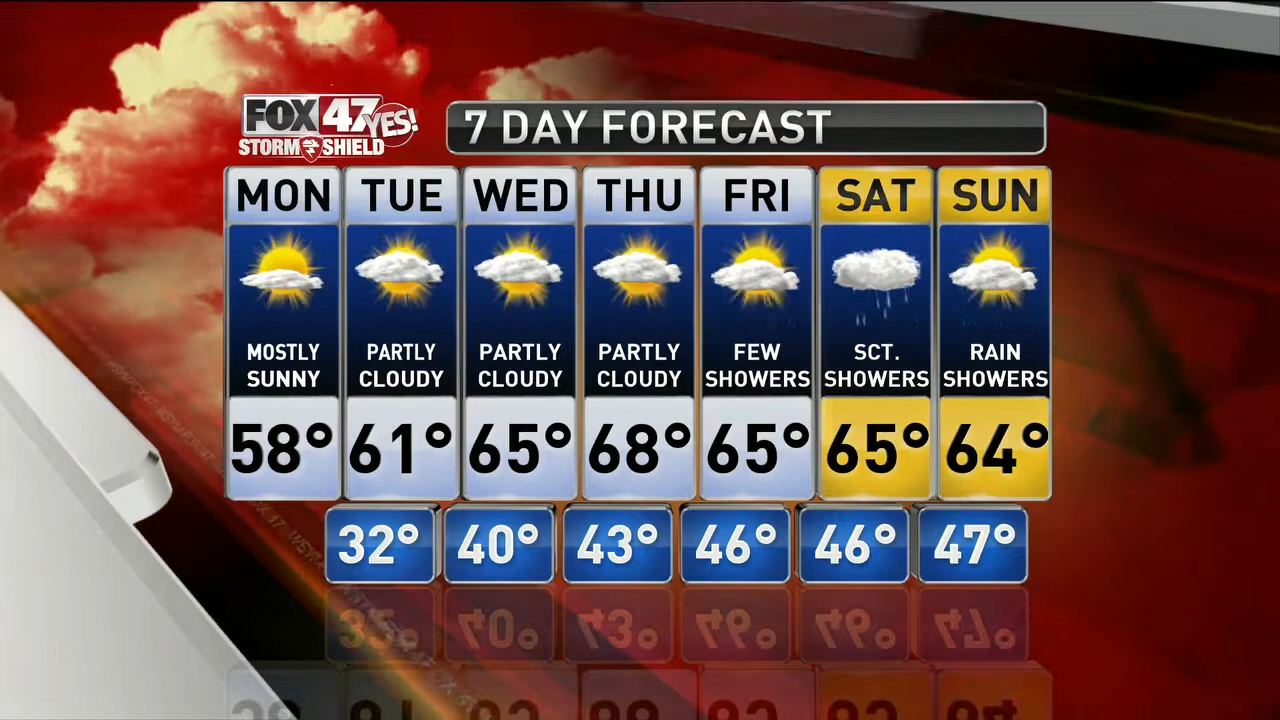 FOX 47 YES!
STORM SHIELD
7 DAY FORECAST
MON TUE WED THU FRI SAT SUN
MOSTLY PARTLY PARTLY PARTLY FEW SCT. RAIN
SUNNY CLOUDY CLOUDY CLOUDY SHOWERS SHOWERS SHOWERS
58° 61° 65° 68° 65° 65° 64°
32° 40° 43° 46° 46° 47°